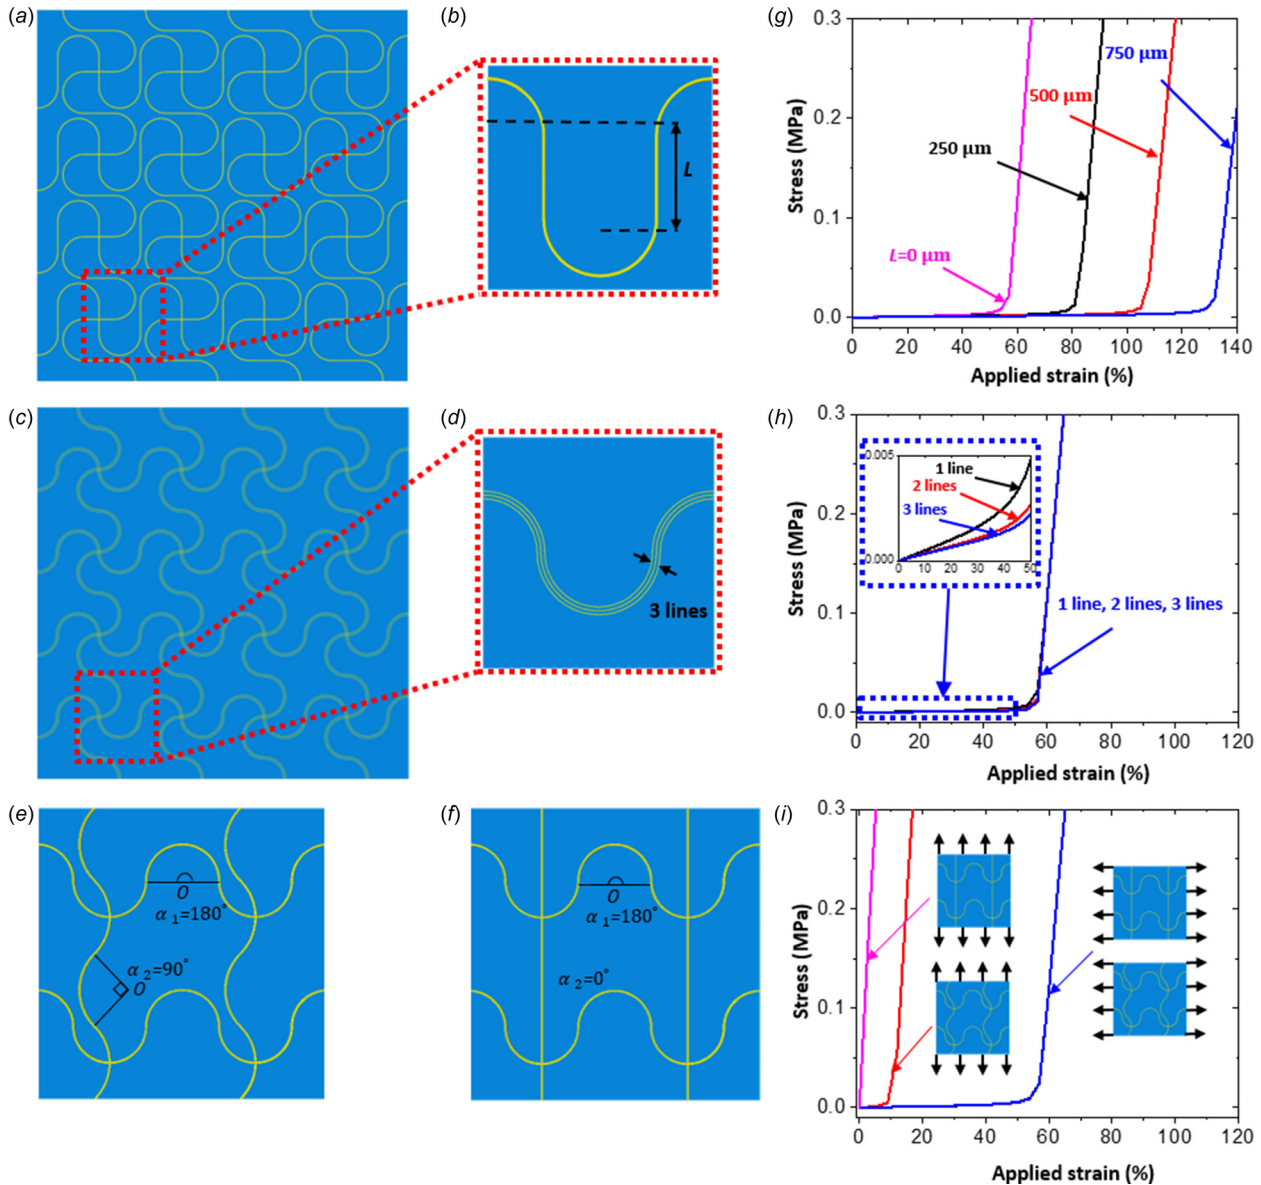 (a)
(b)
L
(g)
0.3
0.2
0.1
0.0
Stress (MPa)
750 μm
500 μm
250 μm
L=0 μm
0 20 40 60 80 100 120 140
Applied strain (%)
(c)
(d)
3 lines
(h)
0.3
0.2
0.1
0.0
Stress (MPa)
0.005
0.000
1 line
2 lines
3 lines
0 10 20 30 40 50
1 line, 2 lines, 3 lines
0 20 40 60 80 100 120
Applied strain (%)
(e)
O
α1=180°
α2=90°
O
(f)
O
α1=180°
α2=0°
(i)
0.3
0.2
0.1
0.0
Stress (MPa)
0 20 40 60 80 100 120
Applied strain (%)